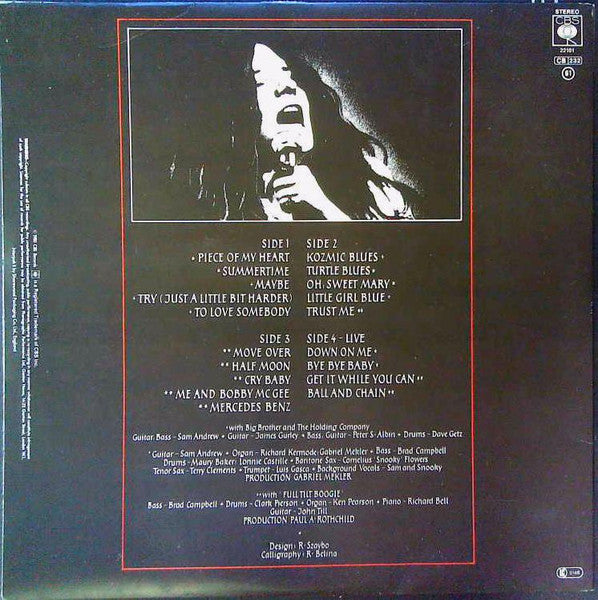 STEREO
CBS
22101
CB 232
61
SIDE 1
• PIECE OF MY HEART
• SUMMERTIME
• MAYBE
• TRY (JUST A LITTLE BIT HARDER)
• TO LOVE SOMEBODY
SIDE 2
KOZMIC BLUES •
TURTLE BLUES •
OH, SWEET MARY •
LITTLE GIRL BLUE •
TRUST ME ••
SIDE 3
•• MOVE OVER
•• HALF MOON
•• CRY BABY
•• ME AND BOBBY MC GEE
•• MERCEDES BENZ
SIDE 4 – LIVE
DOWN ON ME •
BYE BYE BABY •
GET IT WHILE YOU CAN ••
BALL AND CHAIN ••
•with Big Brother and The Holding Company
Guitar, Bass – Sam Andrew • Guitar – James Gurley • Bass, Guitar – Peter S. Albin • Drums – Dave Getz
•Guitar – Sam Andrew • Organ – Richard Kermode: Gabriel Mekler • Bass – Brad Campbell
Drums – Maury Baker: Lonnie Castille • Baritone Sax – Cornelius 'Snooky' Flowers
Tenor Sax – Terry Clements • Trumpet – Luis Gasca • Background Vocals – Sam and Snooky
PRODUCTION GABRIEL MEKLER
••with 'FULL TILT BOOGIE'
Bass – Brad Campbell • Drums – Clark Pierson • Organ – Ken Pearson • Piano – Richard Bell
Guitar – John Till
PRODUCTION PAUL A. ROTHCHILD
Design : R. Szaybo
Calligraphy : R. Belina